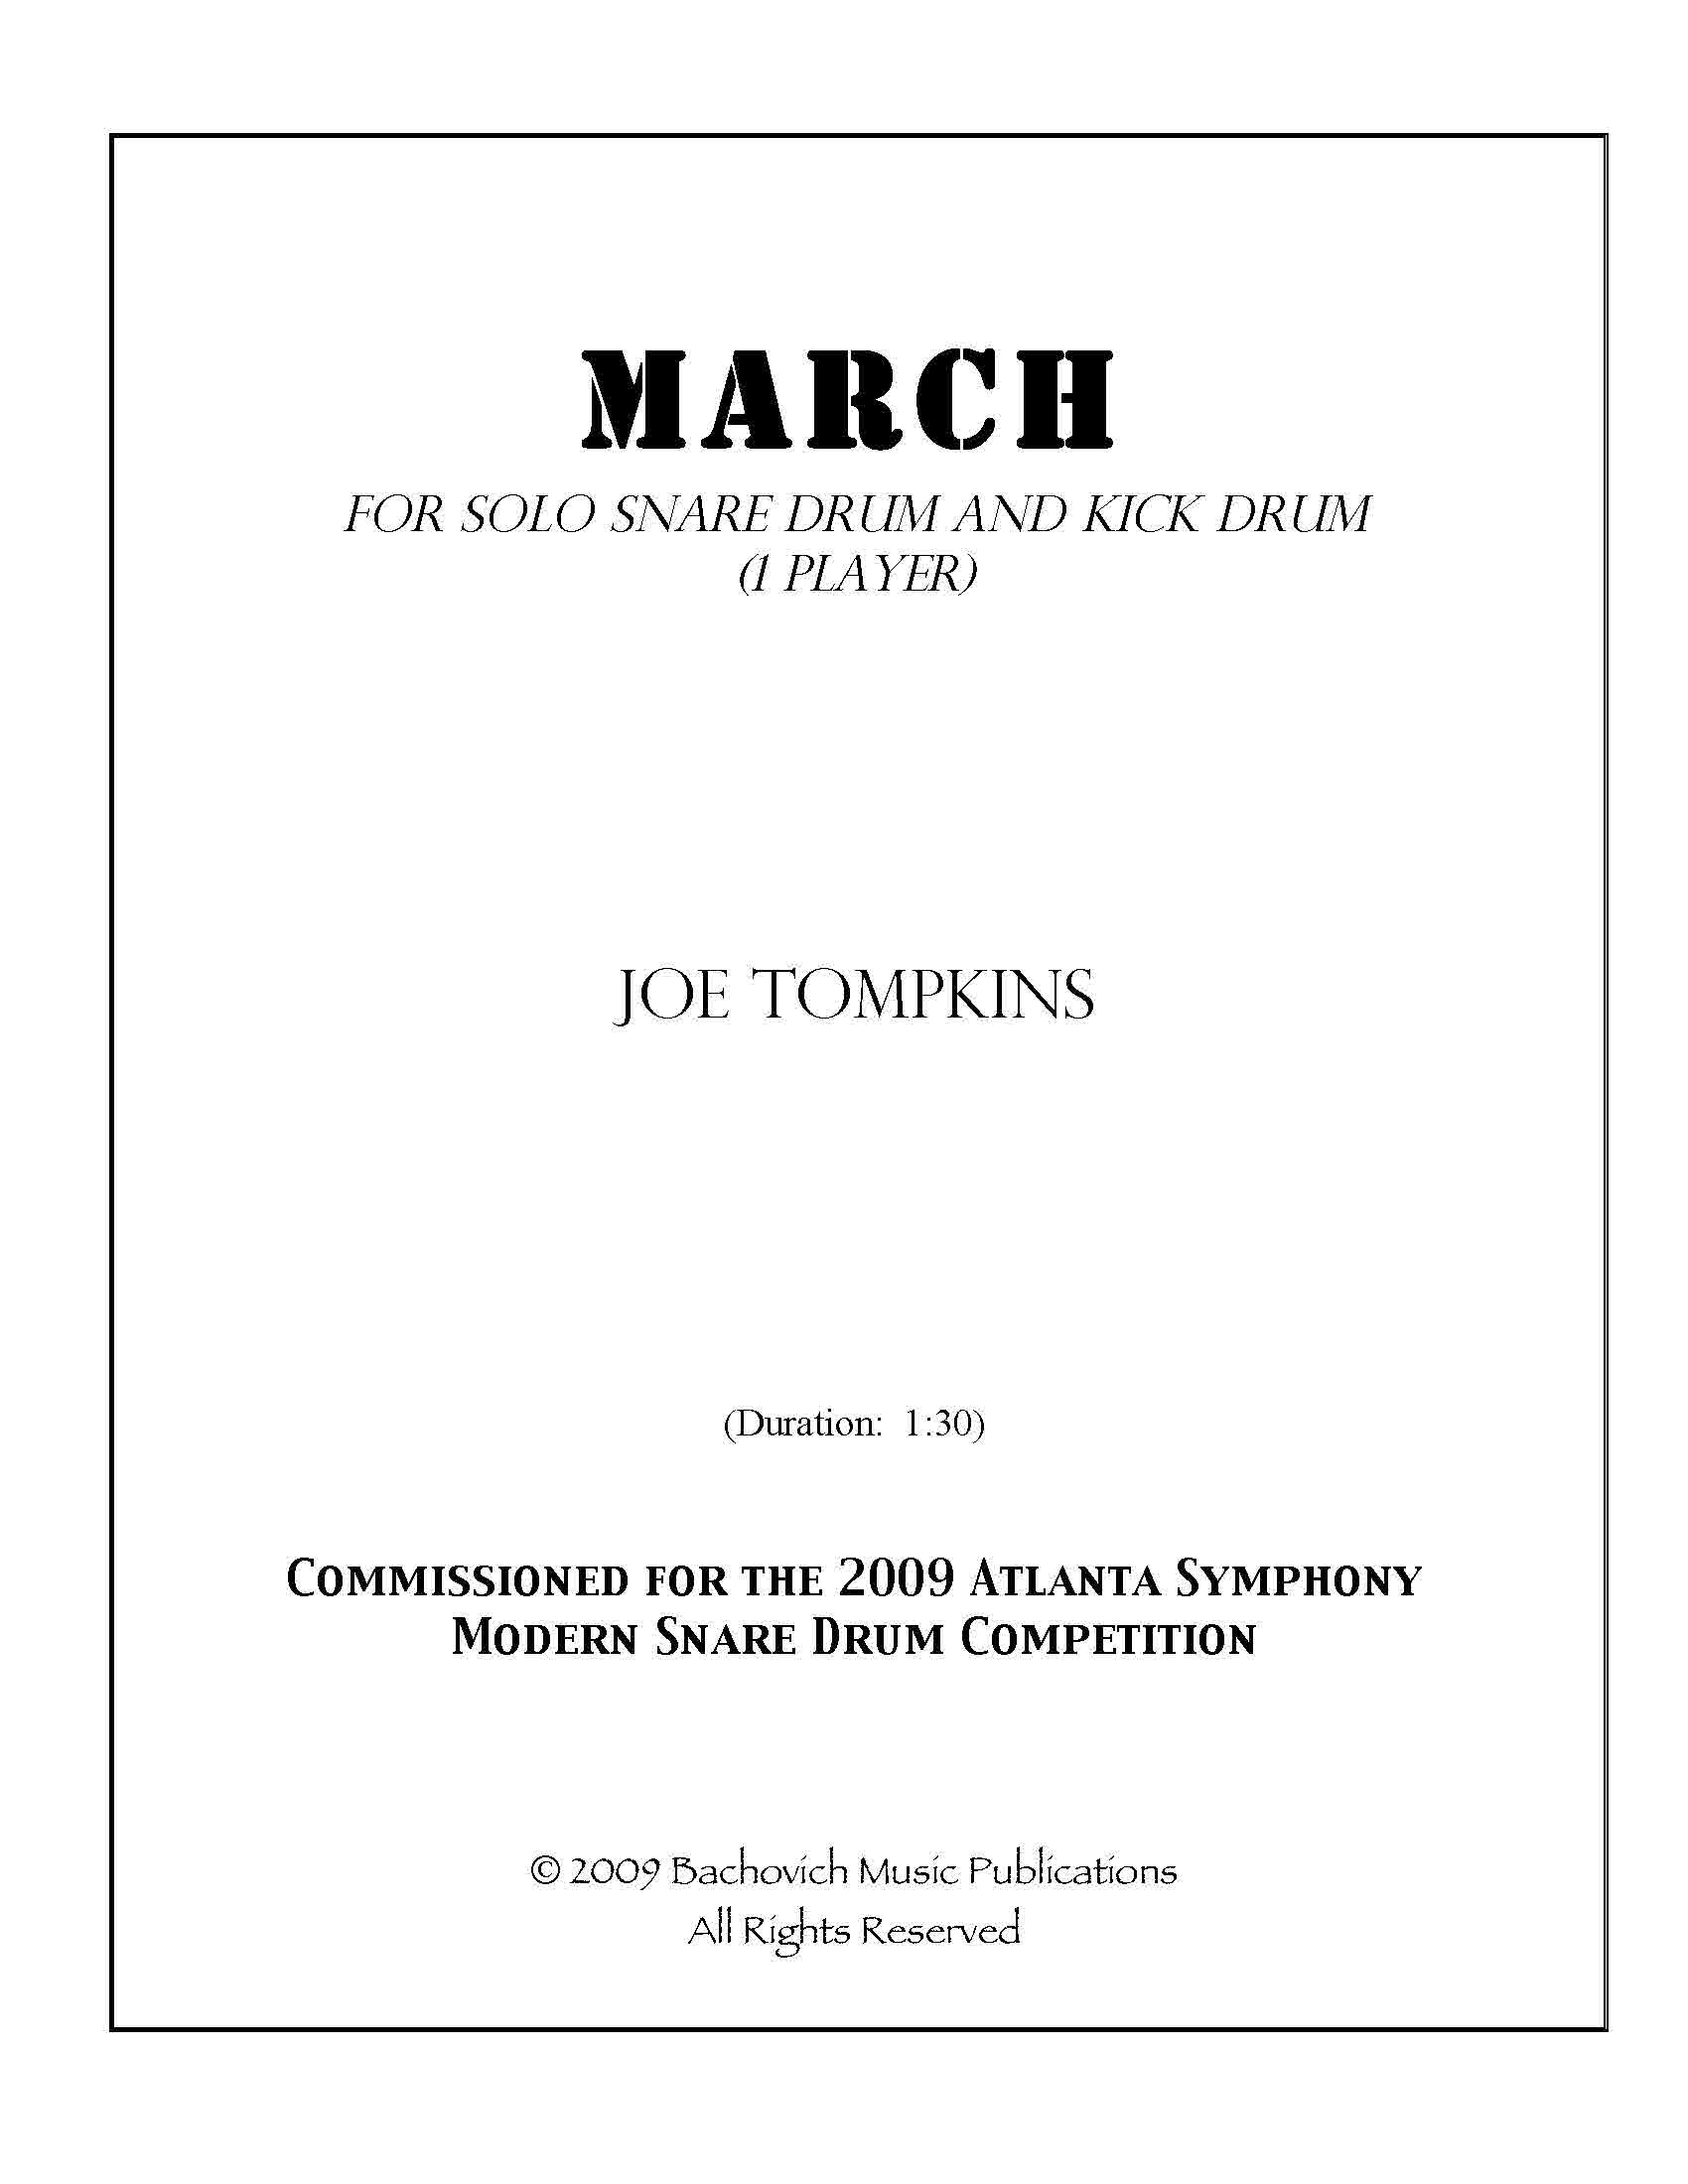 MARCH
FOR SOLO SNARE DRUM AND KICK DRUM
(1 PLAYER)
JOE TOMPKINS
(Duration: 1:30)
COMMISSIONED FOR THE 2009 ATLANTA SYMPHONY
MODERN SNARE DRUM COMPETITION
© 2009 Bachovich Music Publications
All Rights Reserved